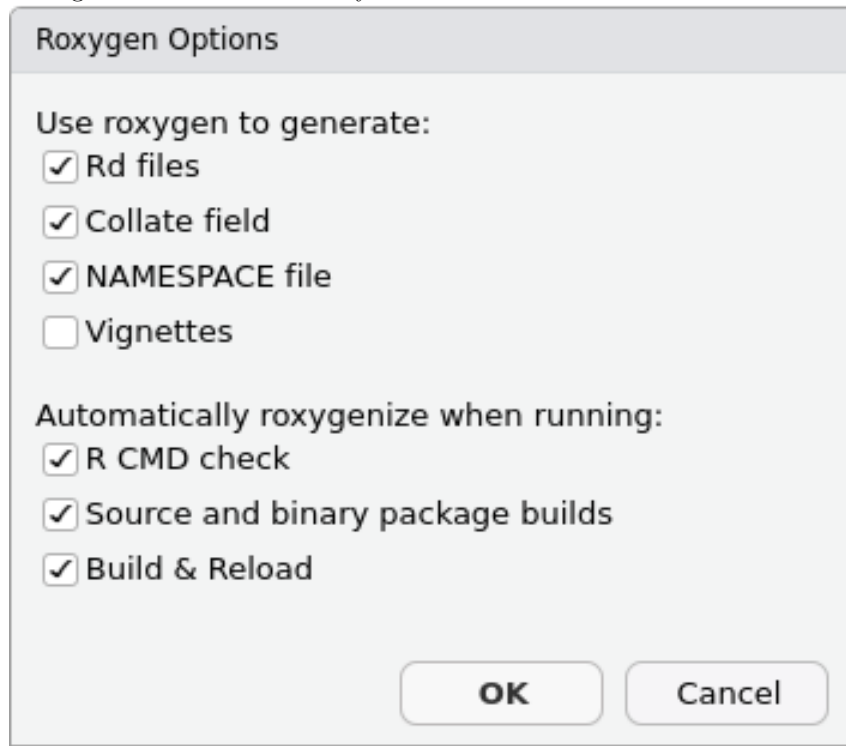 Roxygen Options
Use roxygen to generate:
Rd files
Collate field
NAMESPACE file
Vignettes
Automatically roxygenize when running:
R CMD check
Source and binary package builds
Build & Reload
OK Cancel